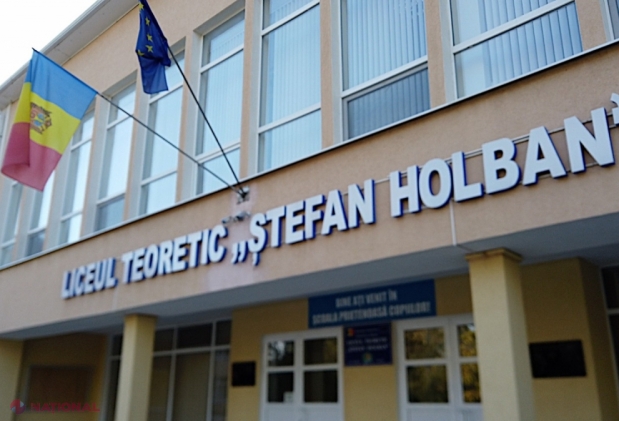 LICEUL TEORETIC „ȘTEFAN HOLBAN”
BINE AȚI VENIT ÎN
ȘCOALA PRIETENOASĂ COPILULUI!